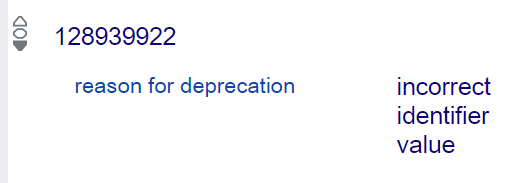 128939922
reason for deprecation
incorrect
identifier
value